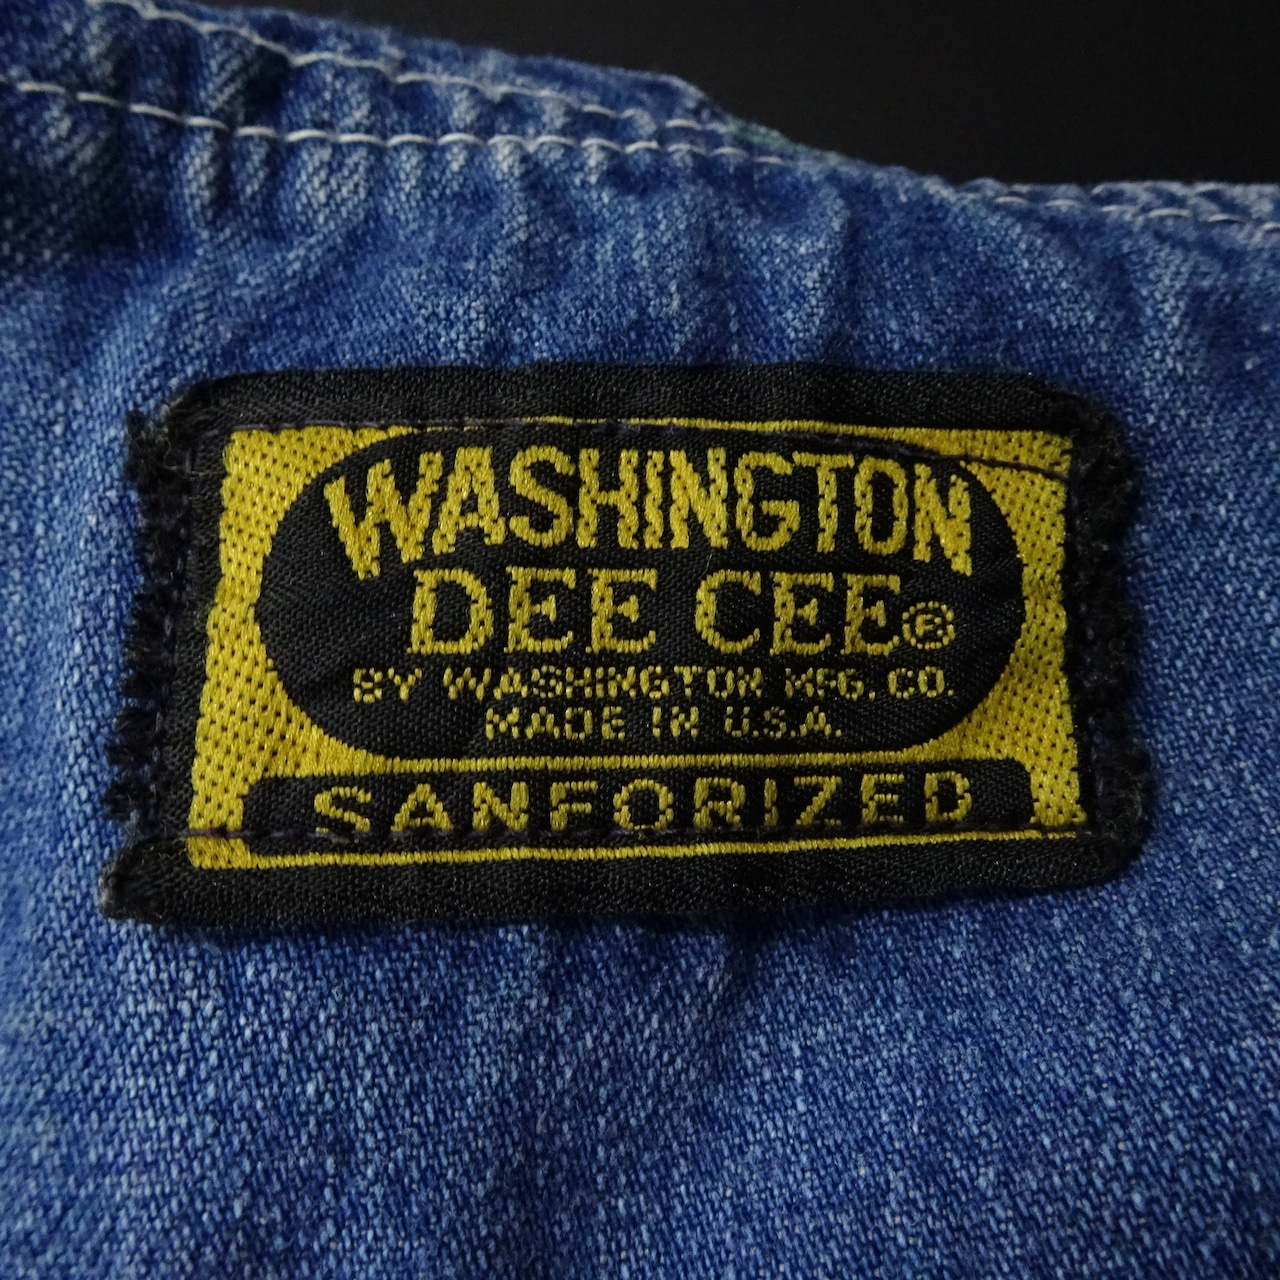 WASHINGTON
DEE CEE®
BY WASHINGTON MFG. CO.
MADE IN U.S.A.
SANFORIZED